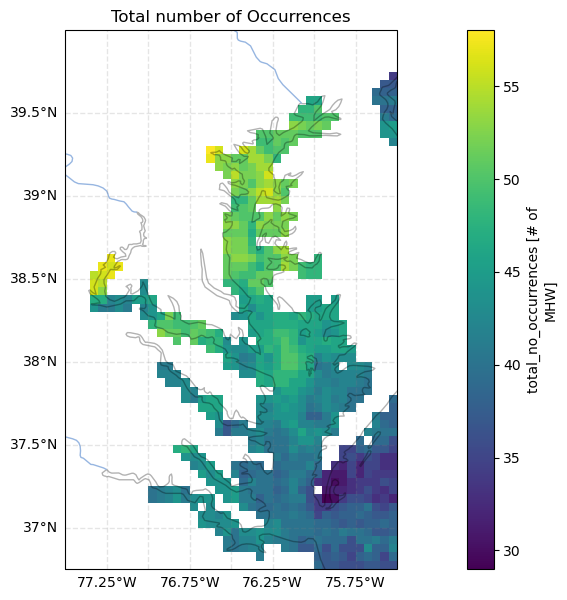 Total number of Occurrences
39.5°N
39°N
38.5°N
38°N
37.5°N
37°N
77.25°W 76.75°W 76.25°W 75.75°W
55
50
45
40
35
30
total_no_occurrences [# of
MHW]